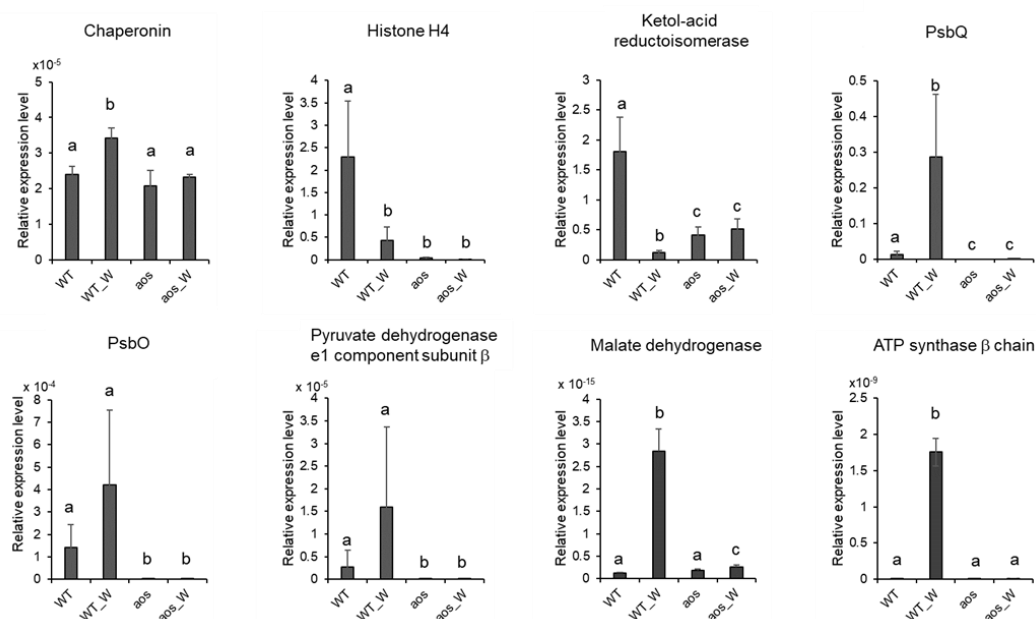 Chaperonin
x10-5
Relative expression level
5
4
3
2
1
0
a
b
a
a
WT
WT_W
aos
aos_W
Histone H4
Relative expression level
4
3.5
3
2.5
2
1.5
1
0.5
0
a
b
b
b
WT
WT_W
aos
aos_W
Ketol-acid
reductoisomerase
Relative expression level
3
2.5
2
1.5
1
0.5
0
a
b
c
c
WT
WT_W
aos
aos_W
PsbQ
Relative expression level
0.5
0.4
0.3
0.2
0.1
0
a
b
c
c
WT
WT_W
aos
aos_W
PsbO
x 10-4
Relative expression level
8
7
6
5
4
3
2
1
0
a
a
b
b
WT
WT_W
aos
aos_W
Pyruvate dehydrogenase
e1 component subunit β
x 10-5
Relative expression level
4
3.5
3
2.5
2
1.5
1
0.5
0
a
a
b
b
WT
WT_W
aos
aos_W
Malate dehydrogenase
x 10-15
Relative expression level
4
3.5
3
2.5
2
1.5
1
0.5
0
a
b
a
c
WT
WT_W
aos
aos_W
ATP synthase β chain
x 10-9
Relative expression level
2.5
2
1.5
1
0.5
0
a
b
a
a
WT
WT_W
aos
aos_W